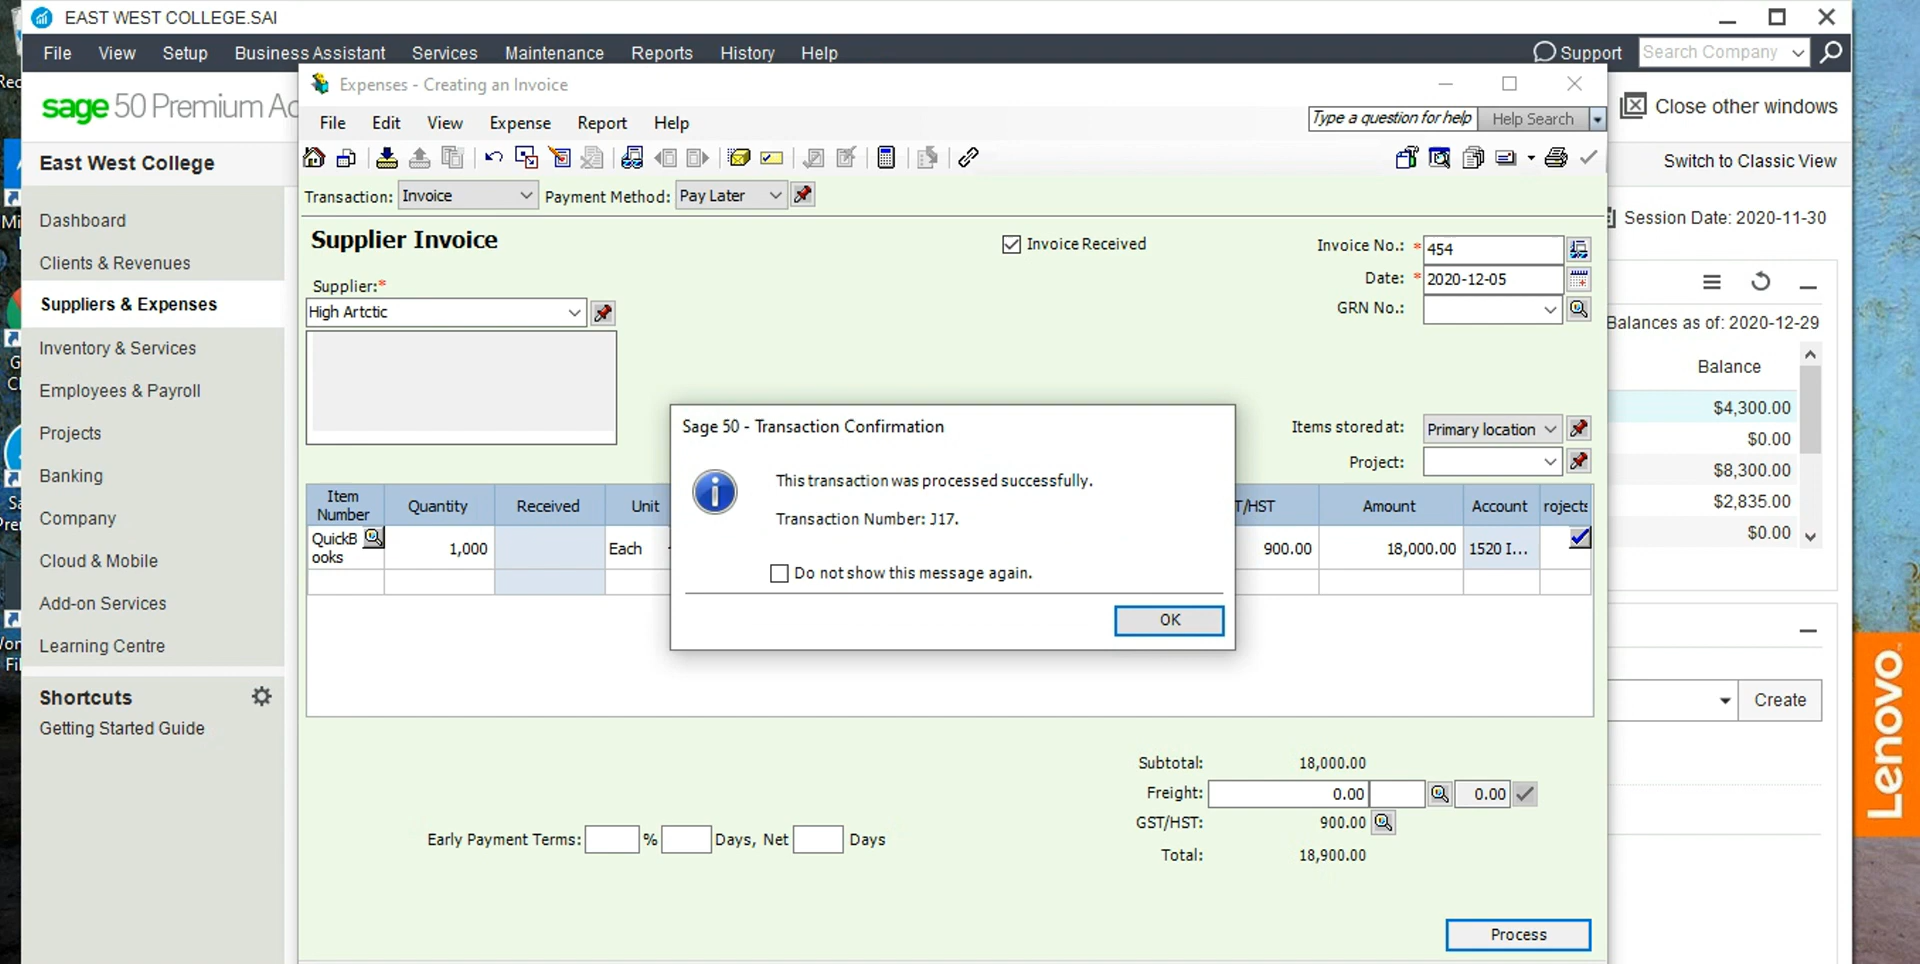 EAST WEST COLLEGE.SAI
File View Setup Business Assistant Services Maintenance Reports History Help
Support Search Company
Expenses - Creating an Invoice
sage 50 Premium Ac
Close other windows
File Edit View Expense Report Help
Type a question for help Help Search
East West College
Switch to Classic View
Transaction: Invoice Payment Method: Pay Later
Dashboard
Session Date: 2020-11-30
Supplier Invoice
Invoice Received
Invoice No.: * 454
Clients & Revenues
Date: * 2020-12-05
Supplier:*
Suppliers & Expenses
High Artctic
GRN No.:
Balances as of: 2020-12-29
Inventory & Services
Balance
Employees & Payroll
$4,300.00
Projects
Sage 50 - Transaction Confirmation
Items stored at: Primary location
$0.00
Project:
$8,300.00
Banking
This transaction was processed successfully.
$2,835.00
Item Number Quantity Received Unit T/HST Amount Account rojects
Company
Transaction Number: J17.
$0.00
QuickB
ooks
1,000 Each 900.00 18,000.00 1520 I...
Cloud & Mobile
Do not show this message again.
Add-on Services
OK
Learning Centre
Shortcuts
Create
Getting Started Guide
Subtotal: 18,000.00
Freight: 0.00 0.00
GST/HST: 900.00
Early Payment Terms: % Days, Net Days
Total: 18,900.00
Process
Lenovo